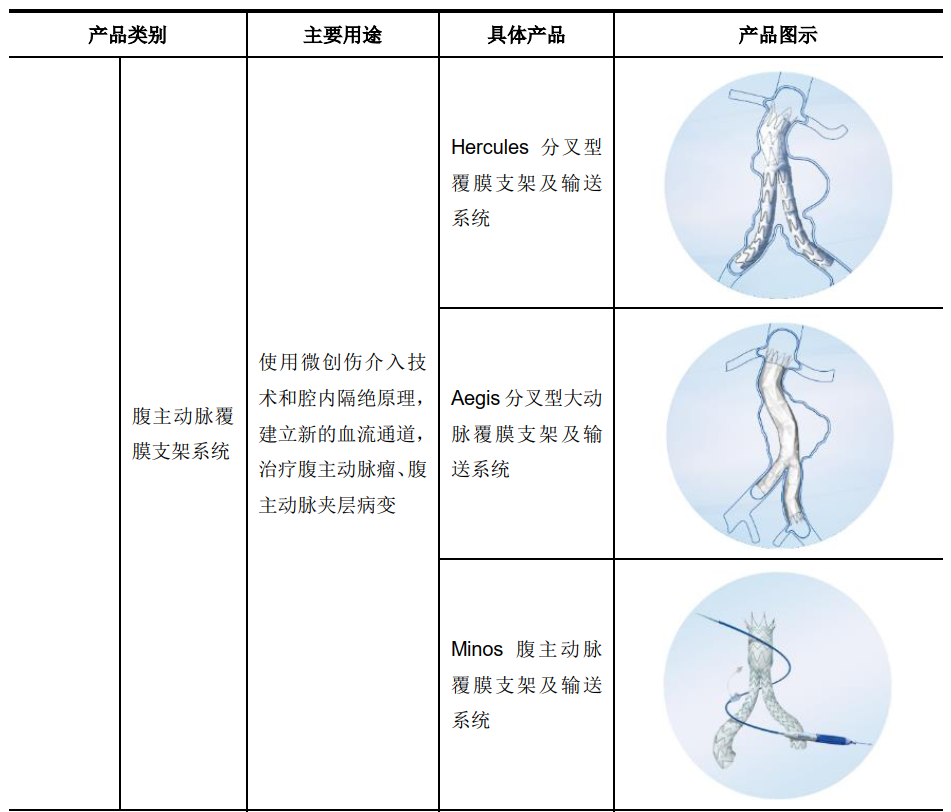 产品类别
主要用途
具体产品
产品图示
腹主动脉覆
膜支架系统
使用微创伤介入技
术和腔内隔绝原理，
建立新的血流通道，
治疗腹主动脉瘤、腹
主动脉夹层病变
Hercules 分叉型
覆膜支架及输送
系统
Aegis 分叉型大动
脉覆膜支架及输
送系统
Minos 腹主动脉
覆膜支架及输送
系统